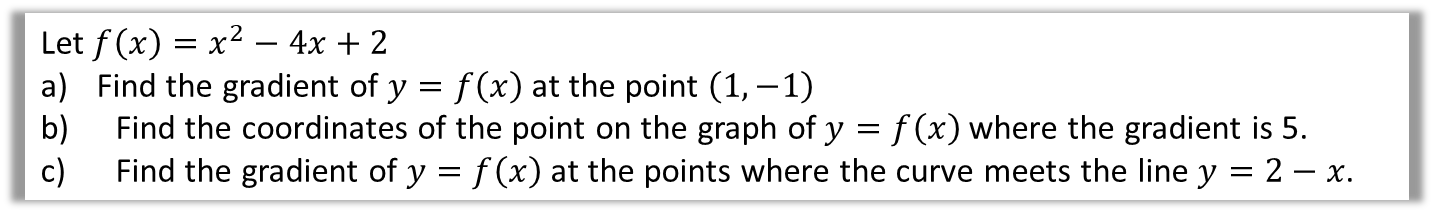 Let f(x) = x² − 4x + 2
a) Find the gradient of y = f(x) at the point (1, −1)
b) Find the coordinates of the point on the graph of y = f(x) where the gradient is 5.
c) Find the gradient of y = f(x) at the points where the curve meets the line y = 2 − x.